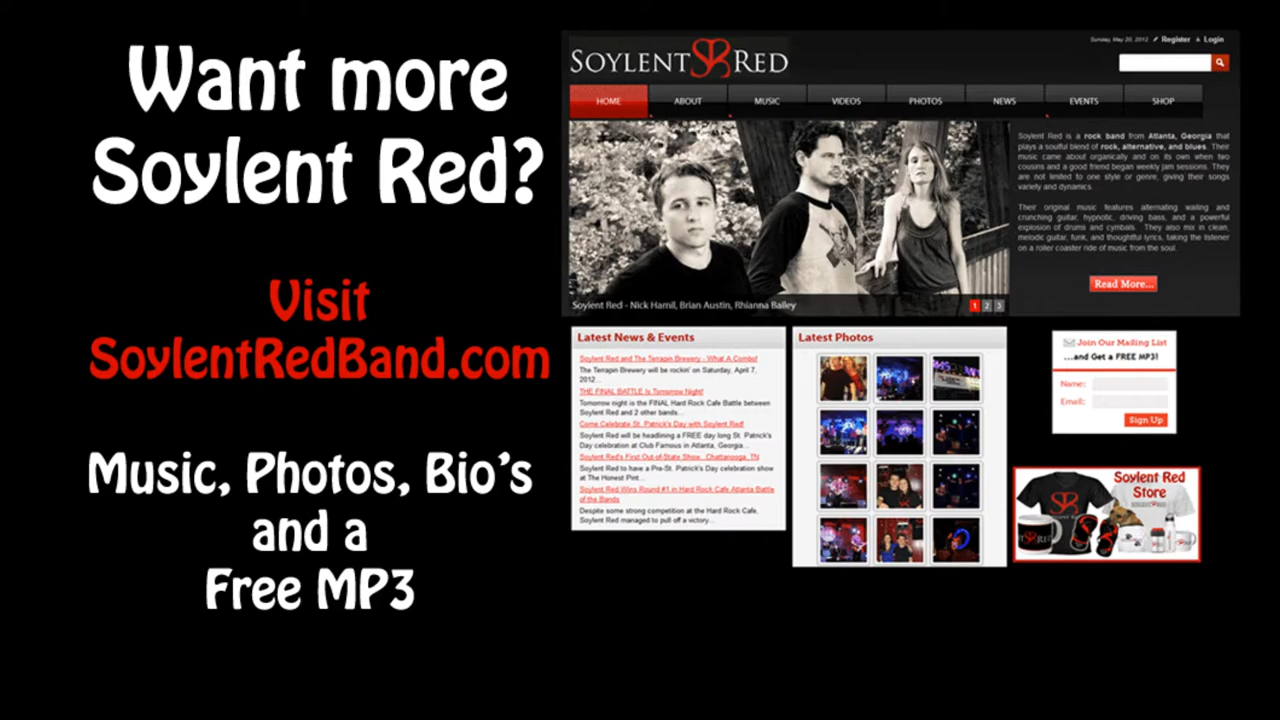 Want more
Soylent Red?
Visit
SoylentRedBand.com
Music, Photos, Bio's
and a
Free MP3
Sunday, May 20, 2012 Register Login
SOYLENT RED
HOME ABOUT MUSIC VIDEOS PHOTOS NEWS EVENTS SHOP
Soylent Red is a rock band from Atlanta, Georgia that
plays a soulful blend of rock, alternative, and blues. Their
music came about organically and on its own when two
cousins and a good friend began weekly jam sessions. They
are not limited to one style or genre, giving their songs
variety and dynamics.
Their original music features alternating wailing and
crunching guitar, hypnotic, driving bass, and a powerful
explosion of drums and cymbals. They also mix in clean,
melodic guitar, funk, and thoughtful lyrics, taking the listener
on a roller coaster ride of music from the soul.
Read More...
Soylent Red - Nick Hamil, Brian Austin, Rhianna Bailey
1 2 3
Latest News & Events
Soylent Red and The Terrapin Brewery - What A Combo!
The Terrapin Brewery will be rockin' on Saturday, April 7,
2012...
THE FINAL BATTLE Is Tomorrow Night!
Tomorrow night is the FINAL Hard Rock Cafe Battle between
Soylent Red and 2 other bands...
Come Celebrate St. Patrick's Day with Soylent Red!
Soylent Red will be headlining a FREE day long St. Patrick's
Day celebration at Club Famous in Atlanta, Georgia...
Soylent Red's First Out-of-State Show...Chattanooga, TN
Soylent Red to have a Pre-St. Patrick's Day celebration show
at The Honest Pint...
Soylent Red Wins Round #1 in Hard Rock Cafe Atlanta Battle
of the Bands
Despite some strong competition at the Hard Rock Cafe,
Soylent Red managed to pull off a victory...
Latest Photos
Join Our Mailing List
...and Get a FREE MP3!
Name:
Email:
Sign Up
Soylent Red
Store